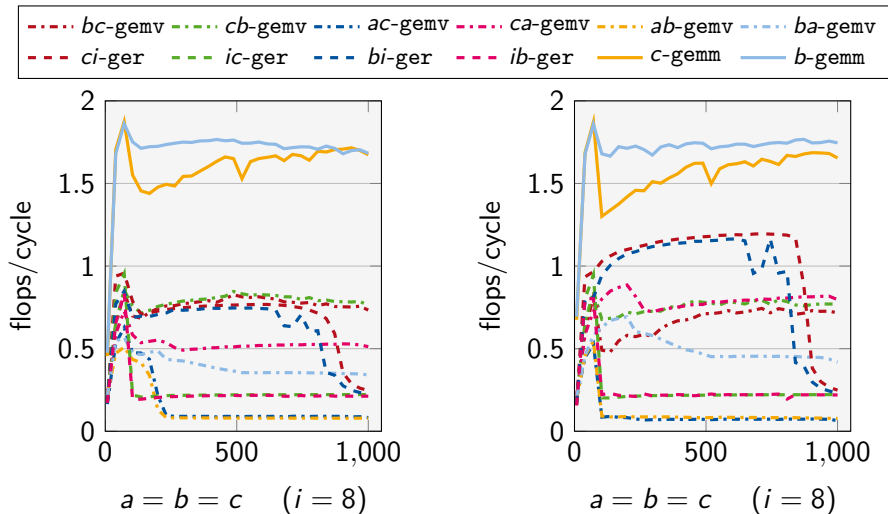 bc-gemv cb-gemv ac-gemv ca-gemv ab-gemv ba-gemv
ci-ger ic-ger bi-ger ib-ger c-gemm b-gemm
2
1.5
1
0.5
0
flops/cycle
0 500 1,000
a = b = c (i = 8)
2
1.5
1
0.5
0
flops/cycle
0 500 1,000
a = b = c (i = 8)